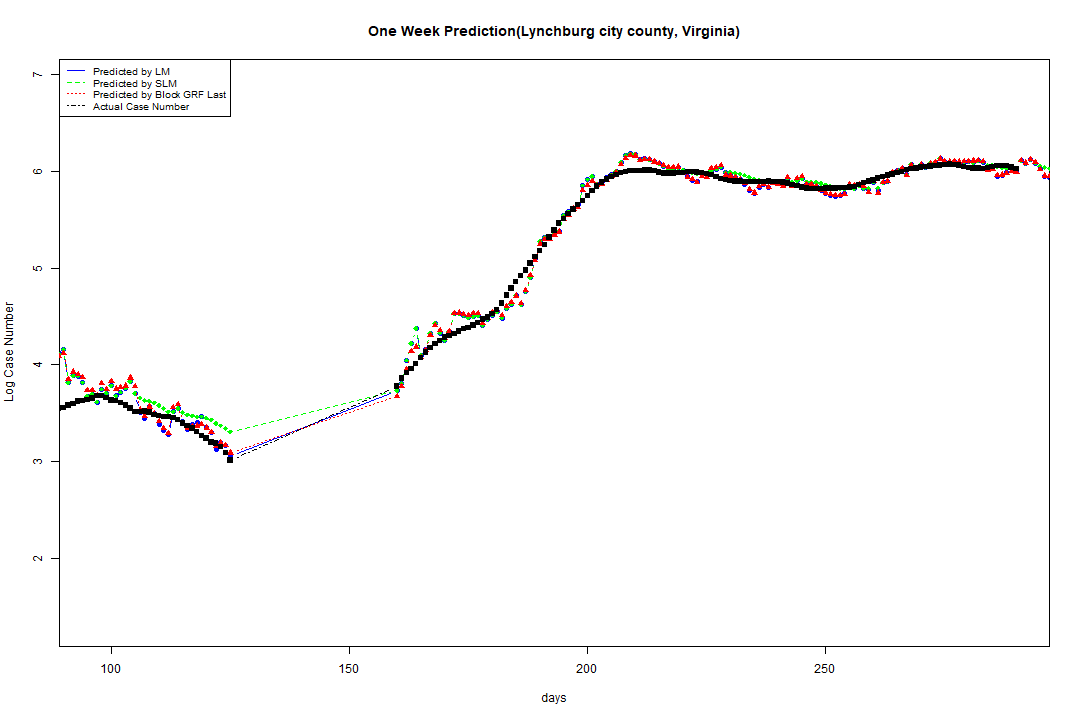 One Week Prediction(Lynchburg city county, Virginia)
Predicted by LM
Predicted by SLM
Predicted by Block GRF Last
Actual Case Number
7
6
5
4
3
2
Log Case Number
100 150 200 250
days